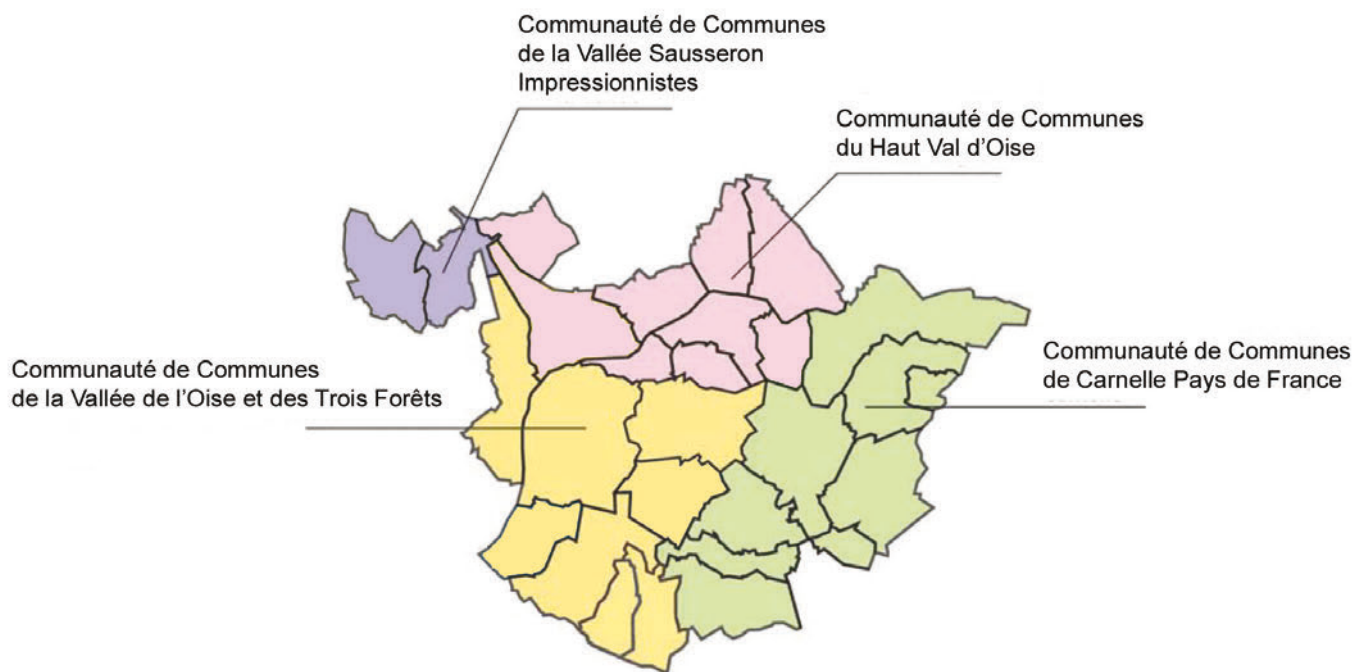 Communauté de Communes
de la Vallée Sausseron
Impressionnistes
Communauté de Communes
du Haut Val d'Oise
Communauté de Communes
de la Vallée de l'Oise et des Trois Forêts
Communauté de Communes
de Carnelle Pays de France